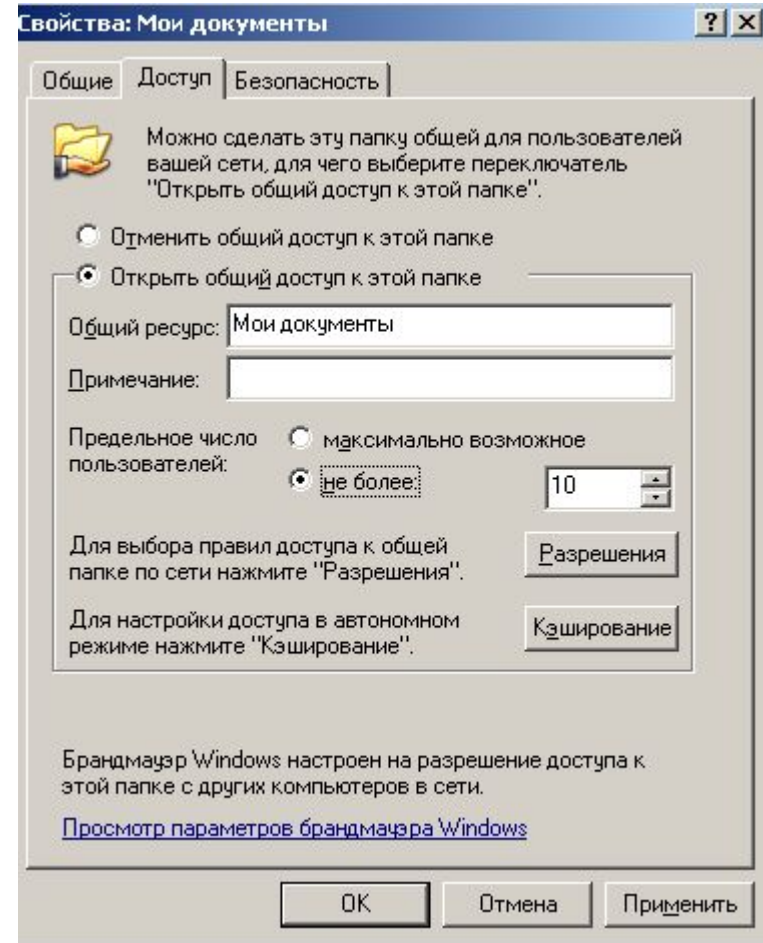 Свойства: Мои документы
Общие Доступ Безопасность
Можно сделать эту папку общей для пользователей
вашей сети, для чего выберите переключатель
"Открыть общий доступ к этой папке".
Отменить общий доступ к этой папке
Открыть общий доступ к этой папке
Общий ресурс: Мои документы
Примечание:
Предельное число
пользователей:
максимально возможное
не более: 10
Для выбора правил доступа к общей
папке по сети нажмите "Разрешения".
Разрешения
Для настройки доступа в автономном
режиме нажмите "Кэширование".
Кэширование
Брандмауэр Windows настроен на разрешение доступа к
этой папке с других компьютеров в сети.
Просмотр параметров брандмауэра Windows
OK Отмена Применить